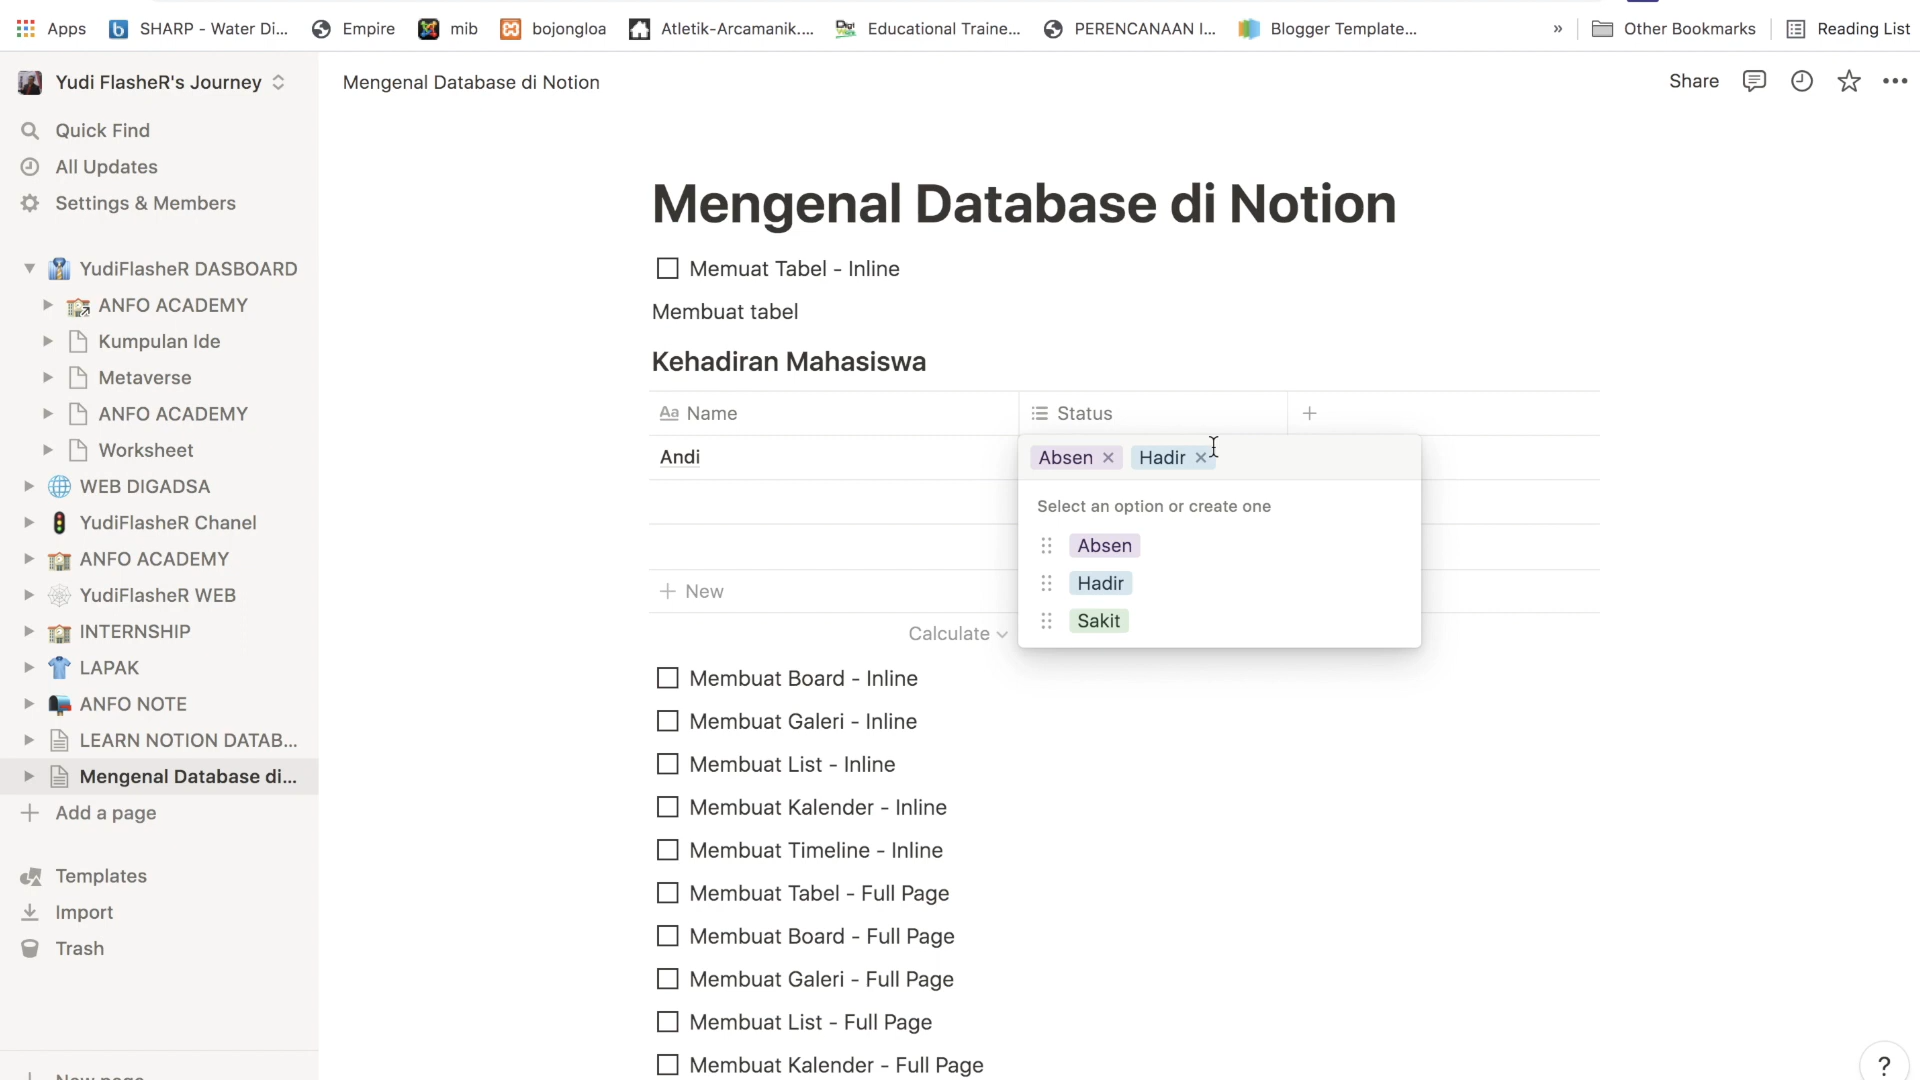 Apps SHARP - Water Di... Empire mib bojongloa Atletik-Arcamanik.... Educational Traine... PERENCANAAN I... Blogger Template... » Other Bookmarks Reading List
Yudi FlasheR's Journey
Mengenal Database di Notion
Share
Quick Find
All Updates
Settings & Members
YudiFlasheR DASBOARD
ANFO ACADEMY
Kumpulan Ide
Metaverse
ANFO ACADEMY
Worksheet
WEB DIGADSA
YudiFlasheR Chanel
ANFO ACADEMY
YudiFlasheR WEB
INTERNSHIP
LAPAK
ANFO NOTE
LEARN NOTION DATAB...
Mengenal Database di...
Add a page
Templates
Import
Trash
Mengenal Database di Notion
Memuat Tabel - Inline
Membuat tabel
Kehadiran Mahasiswa
Aa Name Status +
Andi Absen × Hadir ×
Select an option or create one
Absen
Hadir
Sakit
+ New
Calculate
Membuat Board - Inline
Membuat Galeri - Inline
Membuat List - Inline
Membuat Kalender - Inline
Membuat Timeline - Inline
Membuat Tabel - Full Page
Membuat Board - Full Page
Membuat Galeri - Full Page
Membuat List - Full Page
Membuat Kalender - Full Page
?